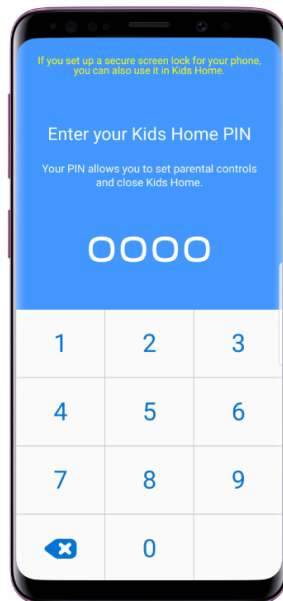 If you set up a secure screen lock for your phone,
you can also use it in Kids Home.
Enter your Kids Home PIN
Your PIN allows you to set parental controls
and close Kids Home.
1 2 3
4 5 6
7 8 9
0